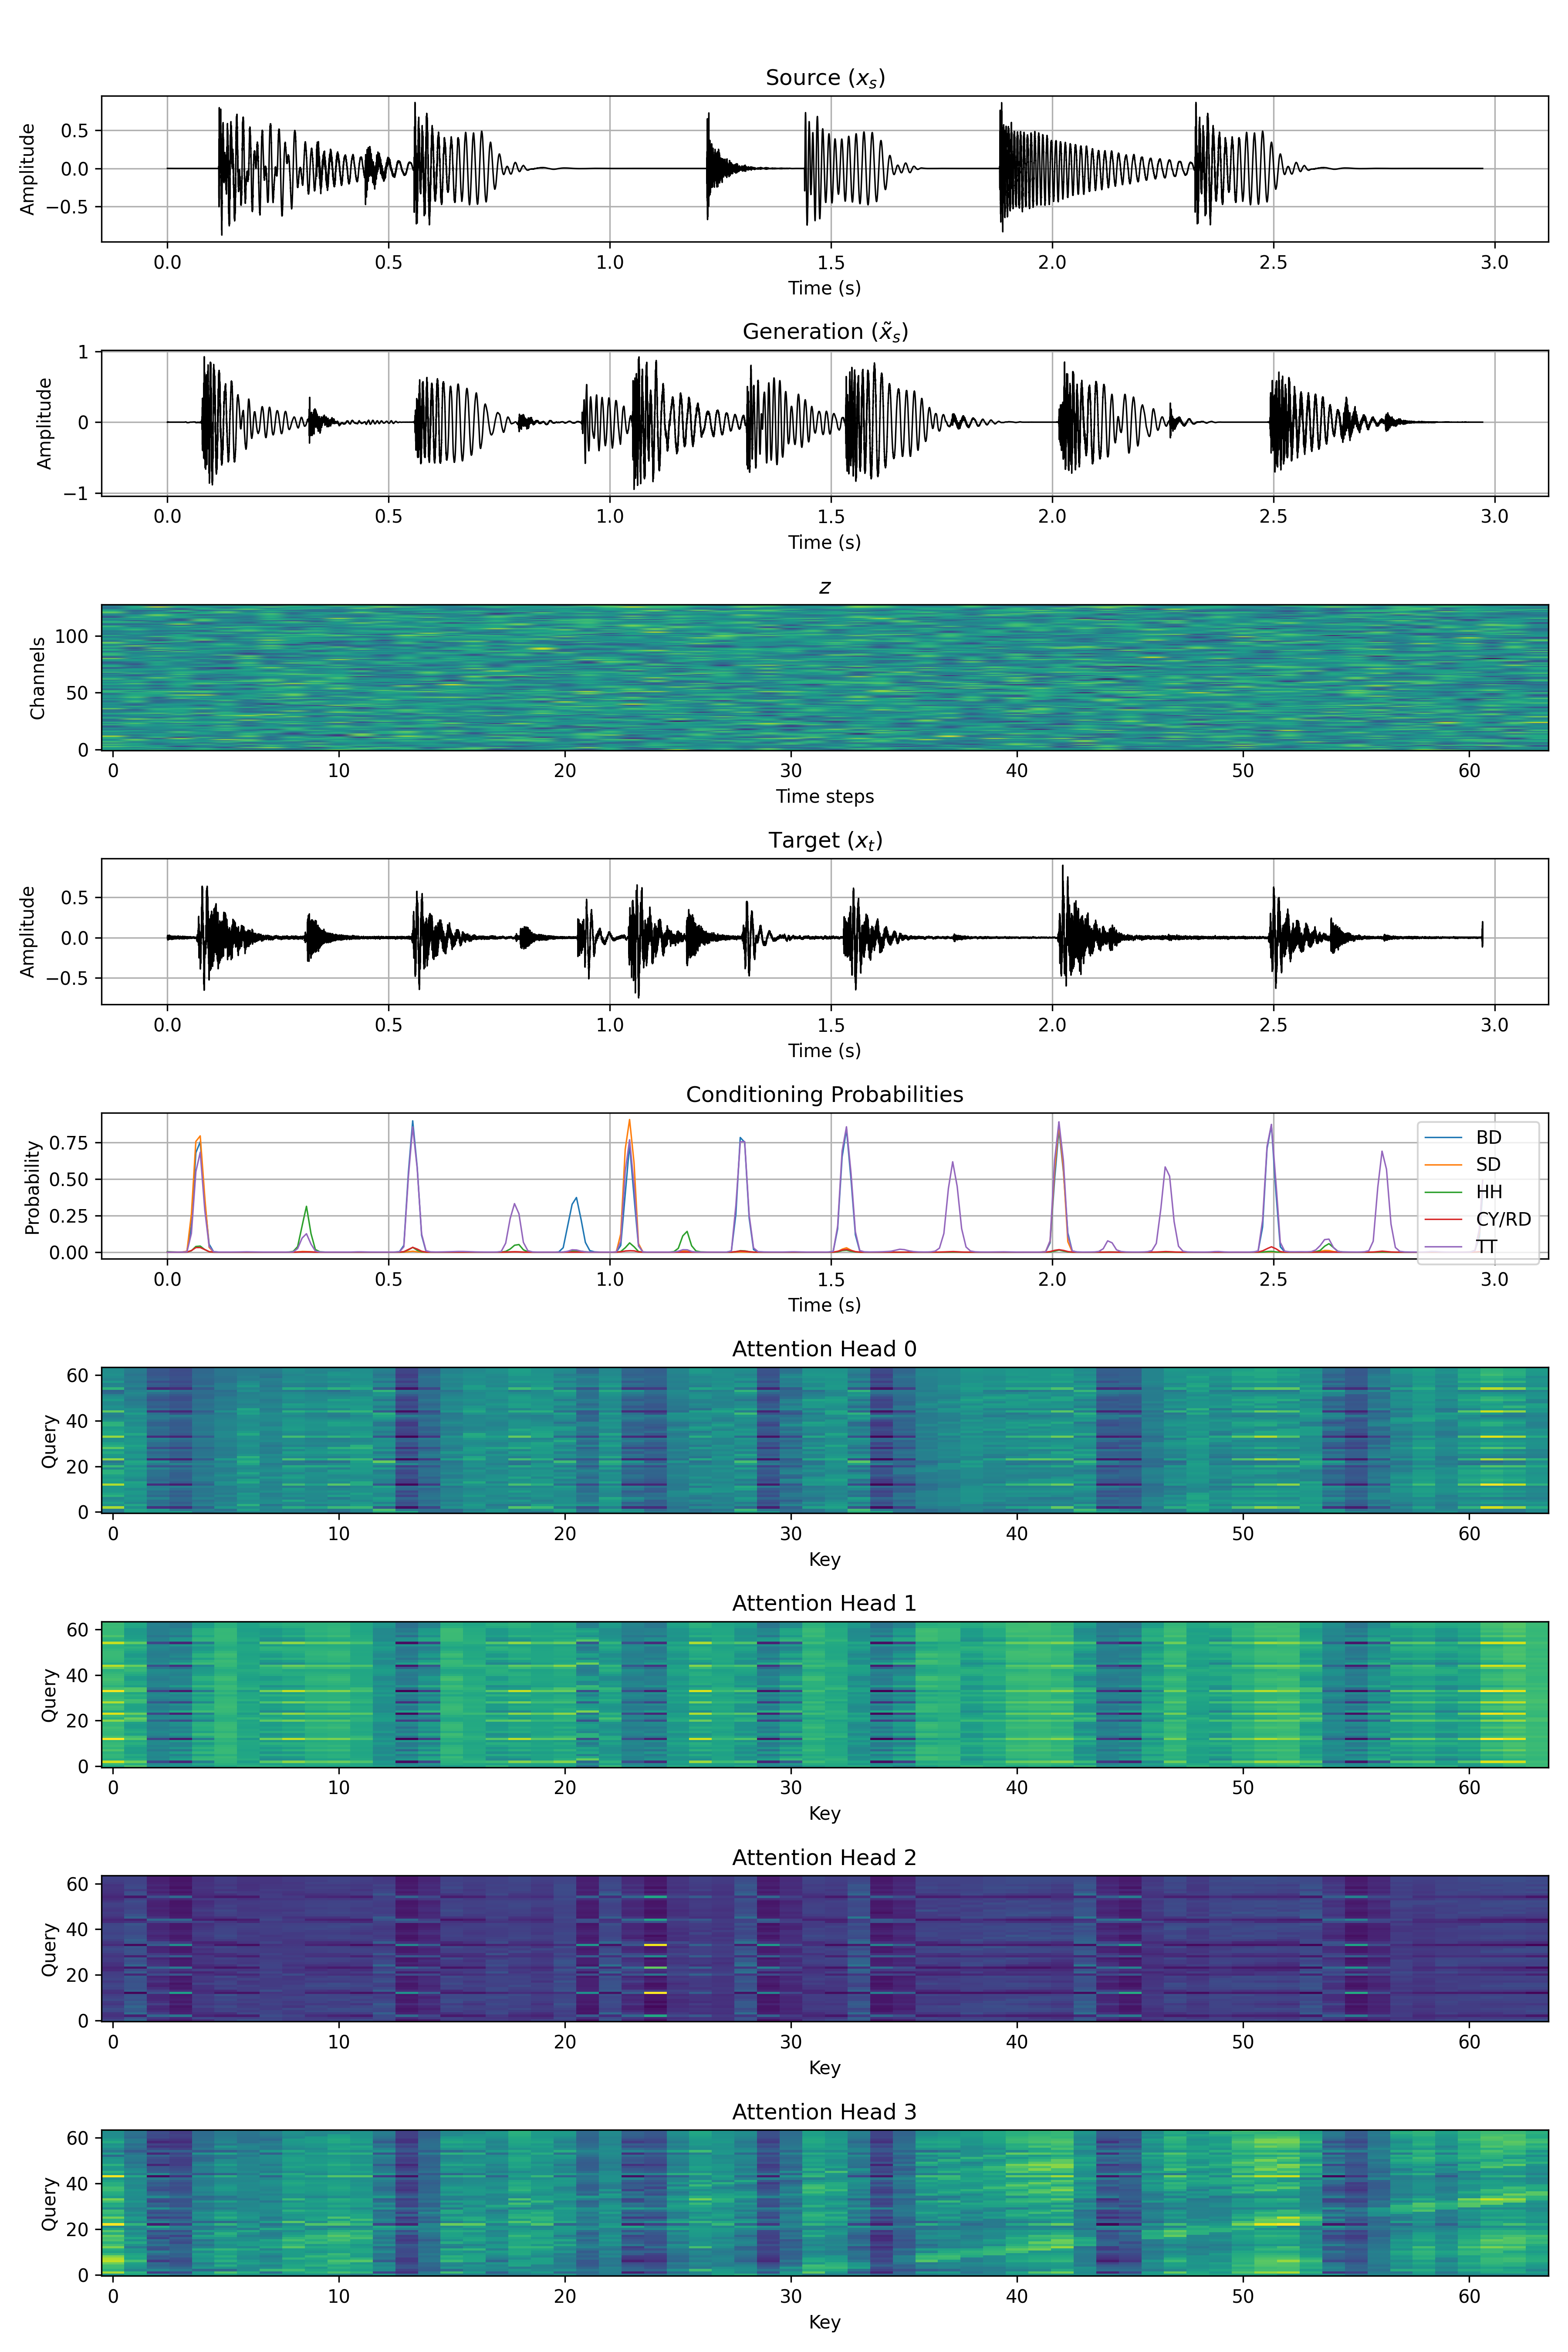 Source (xₛ)
Amplitude
0.5
0.0
−0.5
0.0 0.5 1.0 1.5 2.0 2.5 3.0
Time (s)
Generation (x̃ₛ)
Amplitude
1
0
−1
0.0 0.5 1.0 1.5 2.0 2.5 3.0
Time (s)
z
Channels
100
50
0
0 10 20 30 40 50 60
Time steps
Target (xₜ)
Amplitude
0.5
0.0
−0.5
0.0 0.5 1.0 1.5 2.0 2.5 3.0
Time (s)
Conditioning Probabilities
Probability
0.75
0.50
0.25
0.00
BD
SD
HH
CY/RD
TT
0.0 0.5 1.0 1.5 2.0 2.5 3.0
Time (s)
Attention Head 0
Query
60
40
20
0
0 10 20 30 40 50 60
Key
Attention Head 1
Query
60
40
20
0
0 10 20 30 40 50 60
Key
Attention Head 2
Query
60
40
20
0
0 10 20 30 40 50 60
Key
Attention Head 3
Query
60
40
20
0
0 10 20 30 40 50 60
Key